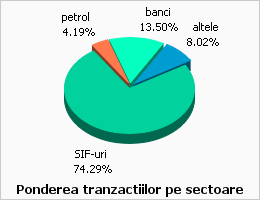 banci
13.50%
petrol
4.19%
altele
8.02%
SIF-uri
74.29%
Ponderea tranzactiilor pe sectoare